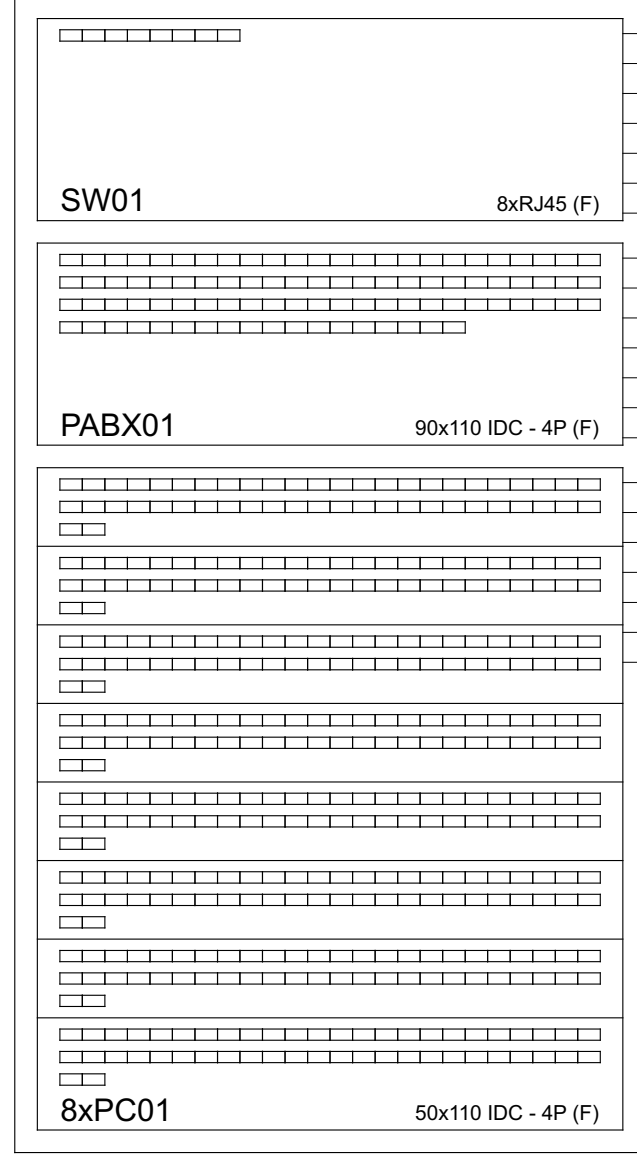 SW01 8xRJ45 (F)
PABX01 90x110 IDC - 4P (F)
8xPC01 50x110 IDC - 4P (F)